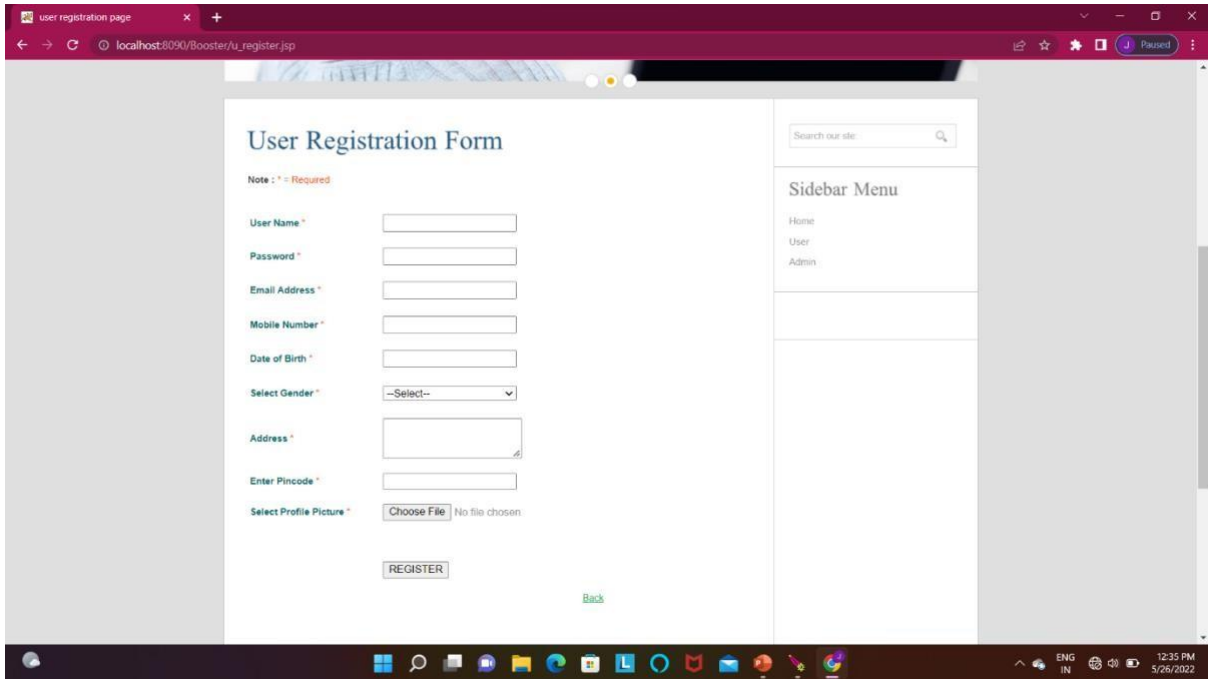 user registration page
localhost:8090/Booster/u_register.jsp
J Paused
User Registration Form
Note : * = Required
User Name *
Password *
Email Address *
Mobile Number *
Date of Birth *
Select Gender * --Select--
Address *
Enter Pincode *
Select Profile Picture * Choose File No file chosen
REGISTER
Back
Search our site:
Sidebar Menu
Home
User
Admin
L
ENG
IN
12:35 PM
5/26/2022